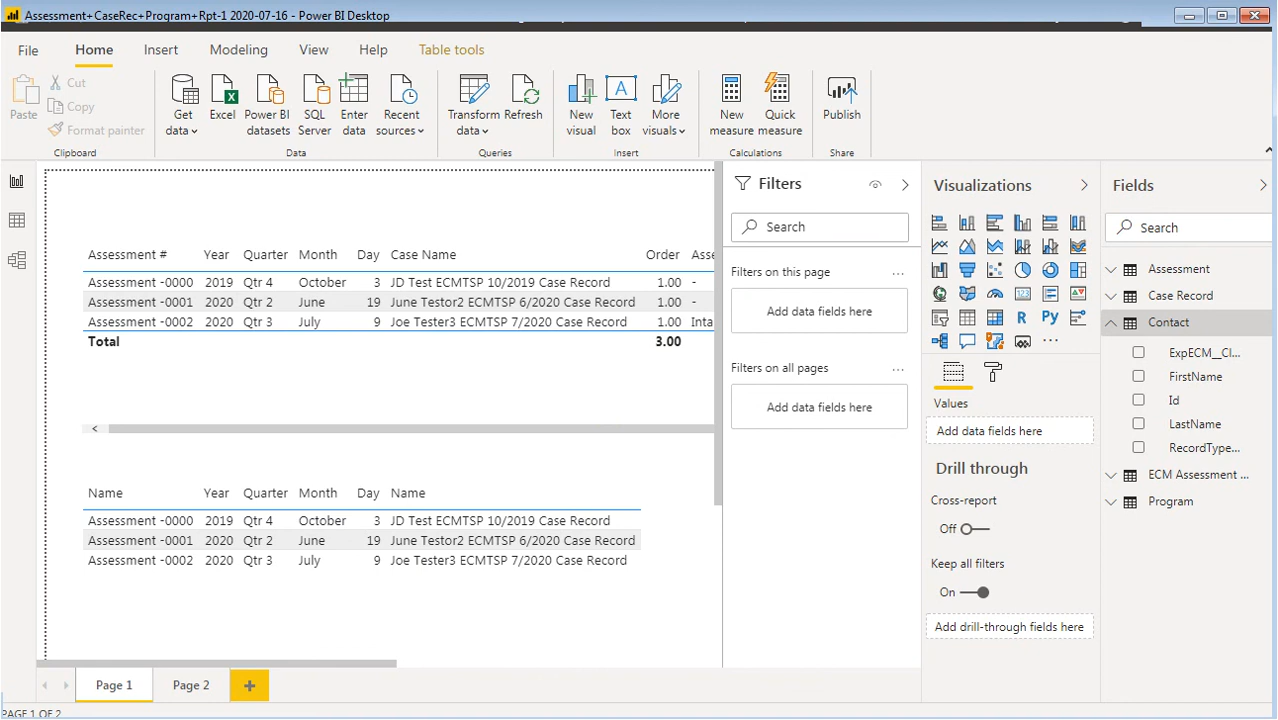 Assessment+CaseRec+Program+Rpt-1 2020-07-16 - Power BI Desktop
File Home Insert Modeling View Help Table tools
Paste Cut Copy Format painter
Get data Excel Power BI datasets SQL Server Enter data Recent sources
Transform data Refresh
New visual Text box More visuals
New measure Quick measure
Publish
Clipboard Data Queries Insert Calculations Share
Assessment # Year Quarter Month Day Case Name Order Asse
Assessment -0000 2019 Qtr 4 October 3 JD Test ECMTSP 10/2019 Case Record 1.00 -
Assessment -0001 2020 Qtr 2 June 19 June Testor2 ECMTSP 6/2020 Case Record 1.00 -
Assessment -0002 2020 Qtr 3 July 9 Joe Tester3 ECMTSP 7/2020 Case Record 1.00 Inta
Total 3.00
Name Year Quarter Month Day Name
Assessment -0000 2019 Qtr 4 October 3 JD Test ECMTSP 10/2019 Case Record
Assessment -0001 2020 Qtr 2 June 19 June Testor2 ECMTSP 6/2020 Case Record
Assessment -0002 2020 Qtr 3 July 9 Joe Tester3 ECMTSP 7/2020 Case Record
Filters
Search
Filters on this page ...
Add data fields here
Filters on all pages ...
Add data fields here
Visualizations
123
R Py
...
Values
Add data fields here
Drill through
Cross-report
Off
Keep all filters
On
Add drill-through fields here
Fields
Search
Assessment
Case Record
Contact
ExpECM__Cl...
FirstName
Id
LastName
RecordType...
ECM Assessment ...
Program
Page 1 Page 2 +
PAGE 1 OF 2